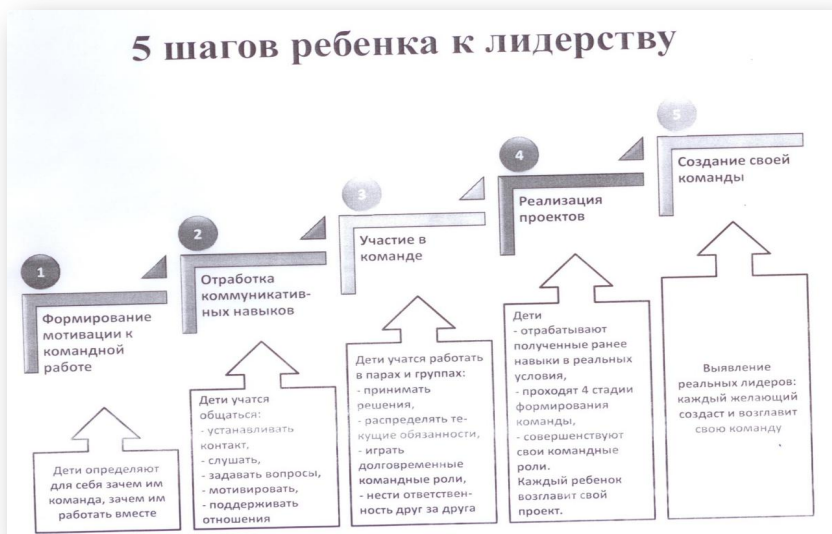 5 шагов ребенка к лидерству
1
Формирование
мотивации к
командной
работе
Дети определяют
для себя зачем им
команда, зачем им
работать вместе
2
Отработка
коммуникатив-
ных навыков
Дети учатся
общаться:
- устанавливать
контакт,
- слушать,
- задавать вопросы,
- мотивировать,
- поддерживать
отношения
3
Участие в
команде
Дети учатся работать
в парах и группах:
- принимать
решения,
- распределять те-
кущие обязанности,
- играть
долговременные
командные роли,
- нести ответствен-
ность друг за друга
4
Реализация
проектов
Дети
- отрабатывают
полученные ранее
навыки в реальных
условия,
- проходят 4 стадии
формирования
команды,
- совершенствуют
свои командные
роли.
Каждый ребенок
возглавит свой
проект.
5
Создание своей
команды
Выявление
реальных лидеров:
каждый желающий
создаст и возглавит
свою команду